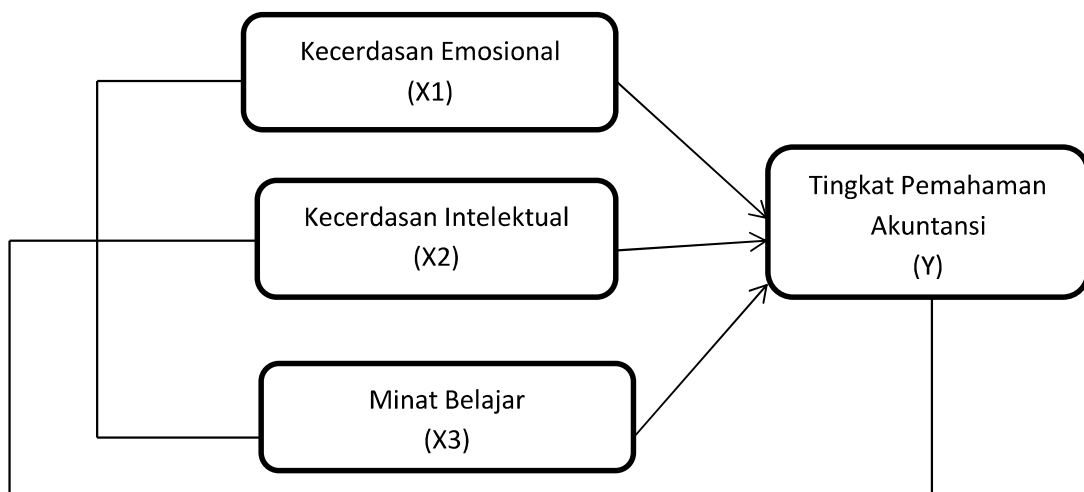 Kecerdasan Emosional
(X1)
Kecerdasan Intelektual
(X2)
Minat Belajar
(X3)
Tingkat Pemahaman
Akuntansi
(Y)